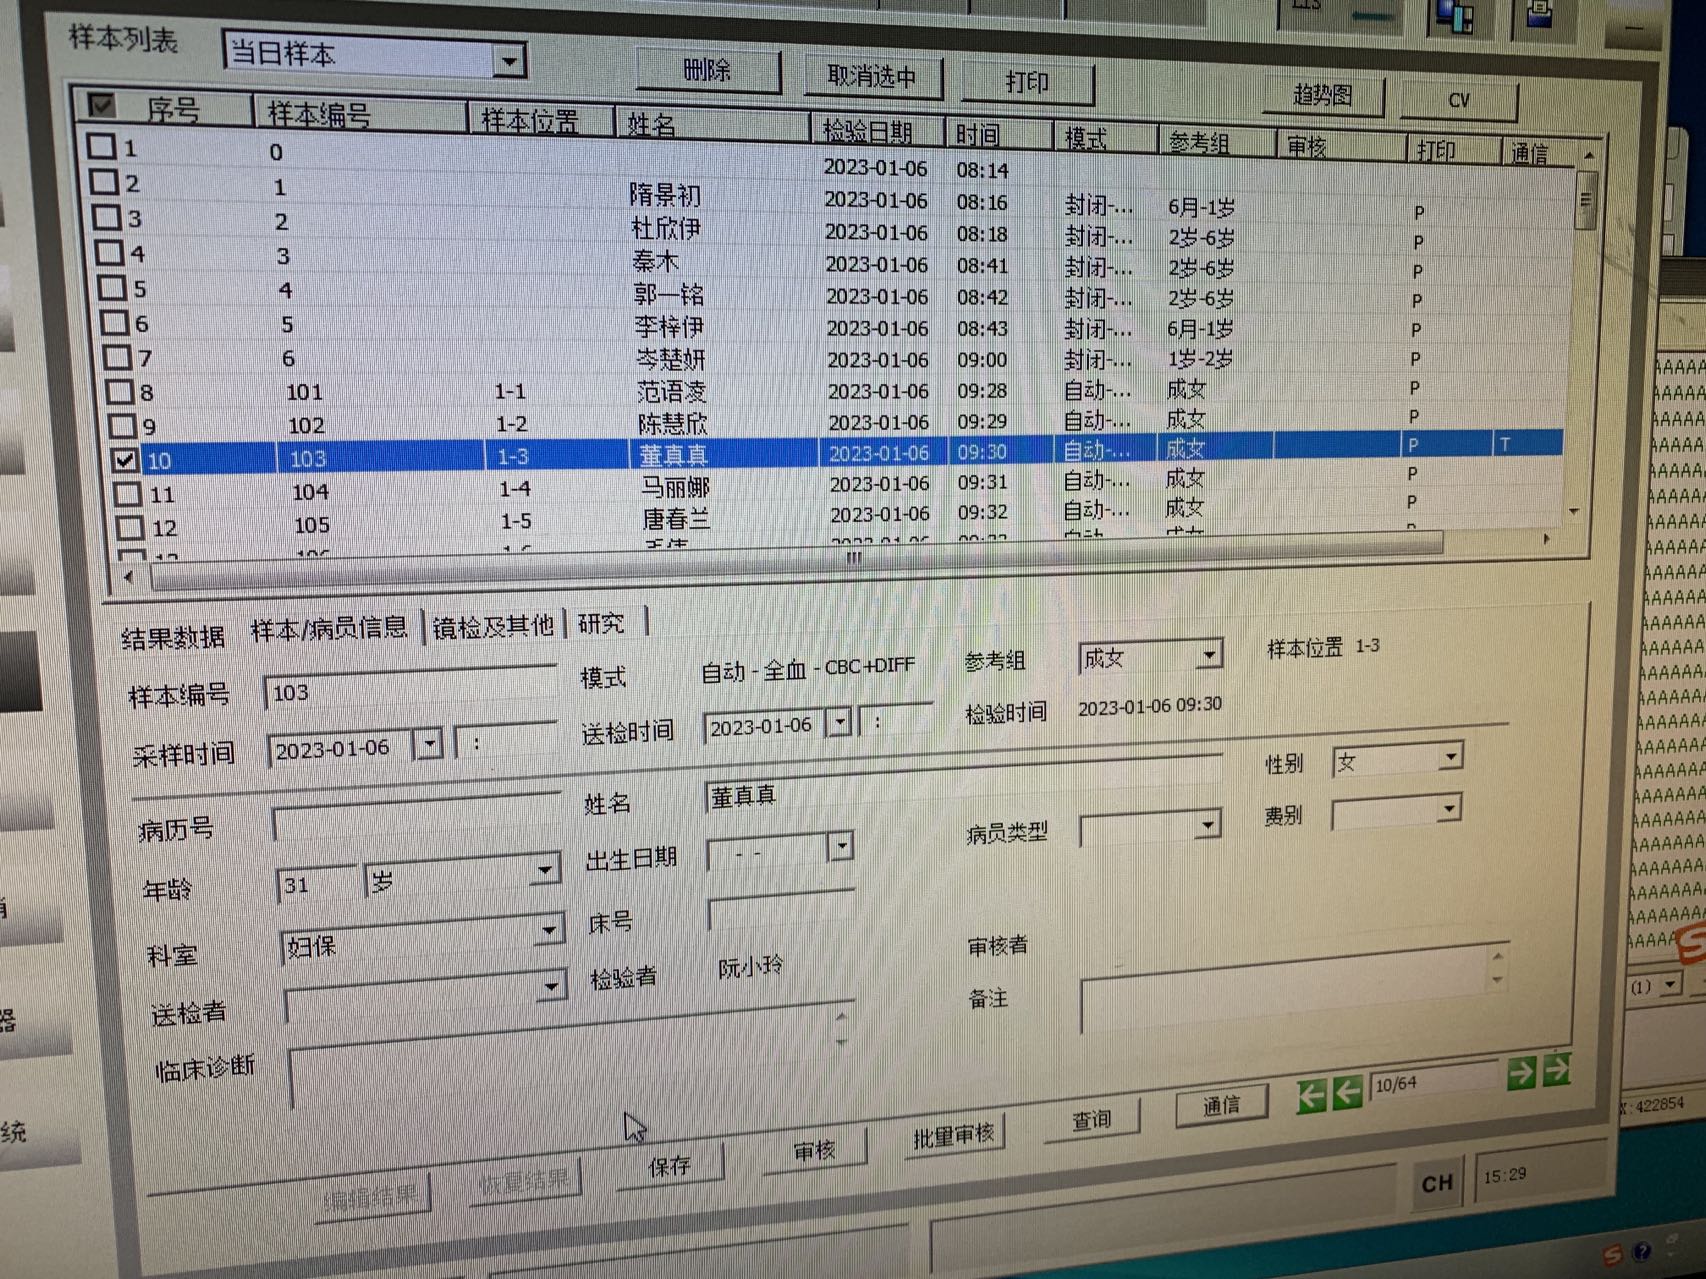 样本列表 当日样本 删除 取消选中 打印 趋势图 CV
序号 样本编号 样本位置 姓名 检验日期 时间 模式 参考组 审核 打印 通信
1 0 2023-01-06 08:14
2 1 隋景初 2023-01-06 08:16 封闭-... 6月-1岁 P
3 2 杜欣伊 2023-01-06 08:18 封闭-... 2岁-6岁 P
4 3 秦木 2023-01-06 08:41 封闭-... 2岁-6岁 P
5 4 郭一铭 2023-01-06 08:42 封闭-... 2岁-6岁 P
6 5 李梓伊 2023-01-06 08:43 封闭-... 6月-1岁 P
7 6 岑楚妍 2023-01-06 09:00 封闭-... 1岁-2岁 P
8 101 1-1 范语凌 2023-01-06 09:28 自动-... 成女 P
9 102 1-2 陈慧欣 2023-01-06 09:29 自动-... 成女 P
10 103 1-3 董真真 2023-01-06 09:30 自动-... 成女 P T
11 104 1-4 马丽娜 2023-01-06 09:31 自动-... 成女 P
12 105 1-5 唐春兰 2023-01-06 09:32 自动-... 成女 P
结果数据 样本/病员信息 镜检及其他 研究
样本编号 103 模式 自动 - 全血 - CBC+DIFF 参考组 成女 样本位置 1-3
采样时间 2023-01-06 : 送检时间 2023-01-06 : 检验时间 2023-01-06 09:30
病历号 姓名 董真真 性别 女
年龄 31 岁 出生日期 - - 病员类型 费别
科室 妇保 床号
送检者 检验者 阮小玲 审核者
临床诊断 备注
10/64
编辑结果 恢复结果 保存 审核 批里审核 查询 通信
CH 15:29
(1)
X:422854
统